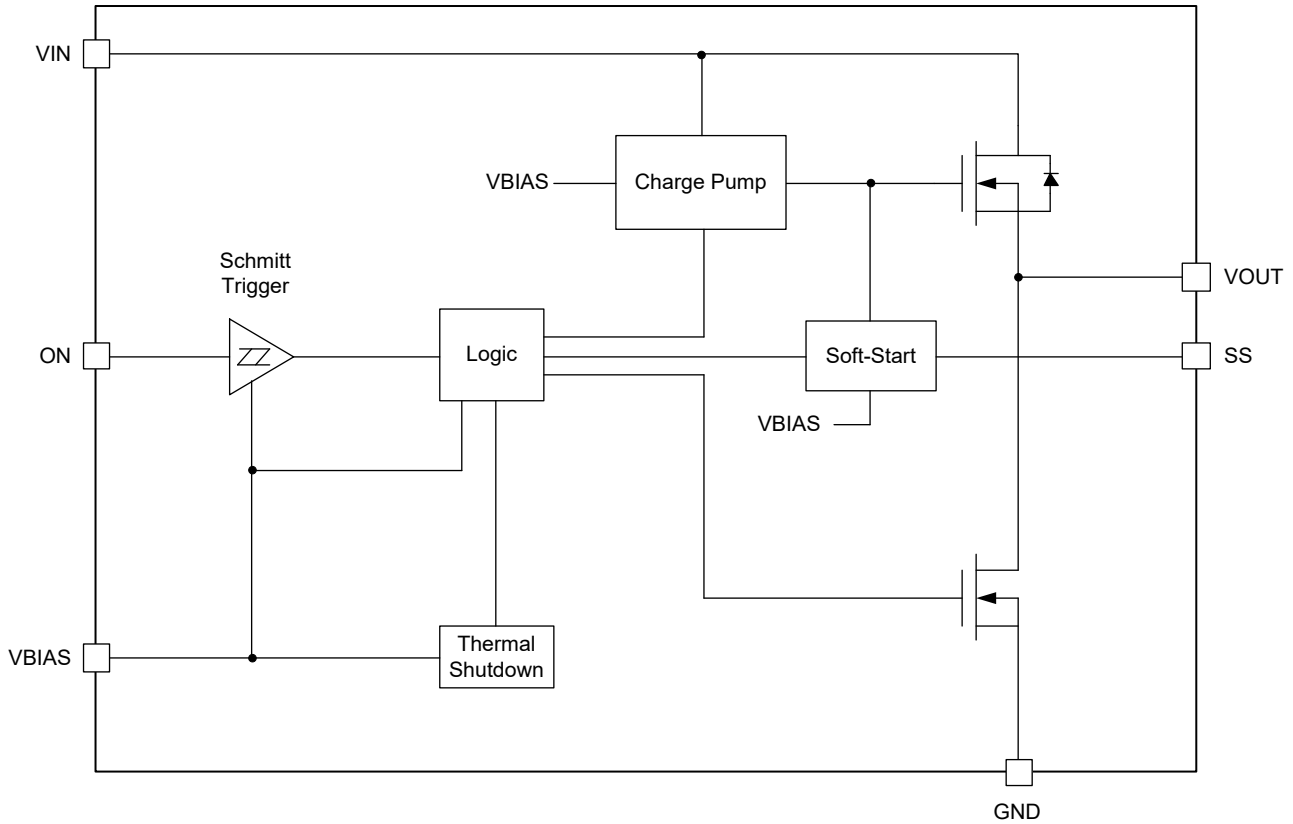 VIN
VBIAS
Charge Pump
Schmitt
Trigger
VOUT
ON
Logic
Soft-Start
SS
VBIAS
VBIAS
Thermal
Shutdown
GND